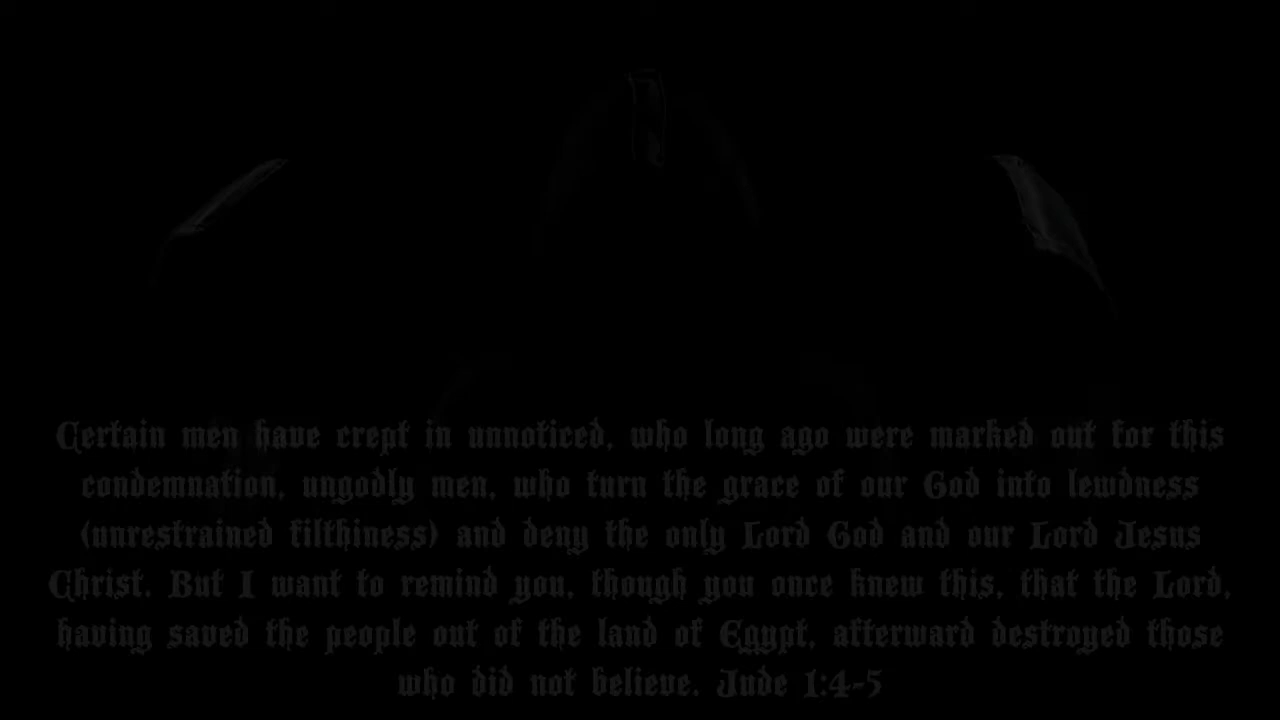 Certain men have crept in unnoticed, who long ago were marked out for this
condemnation, ungodly men, who turn the grace of our God into lewdness
(unrestrained filthiness) and deny the only Lord God and our Lord Jesus
Christ. But I want to remind you, though you once knew this, that the Lord,
having saved the people out of the land of Egypt, afterward destroyed those
who did not believe. Jude 1:4-5